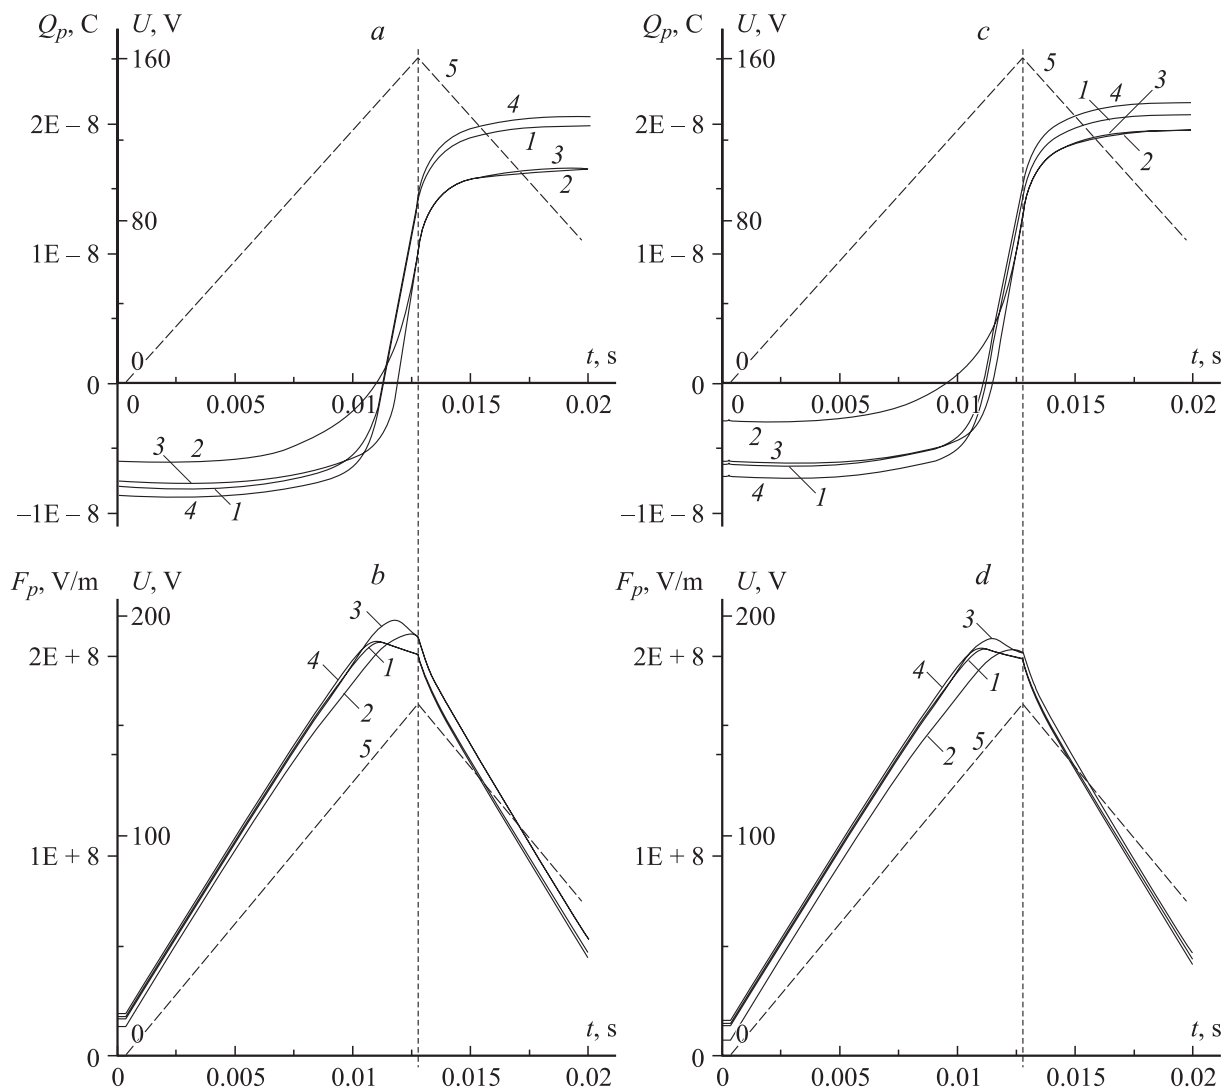 Q_p, C U, V a
160
5
4
2E – 8
1
3
2
80
1E – 8
0
t, s
0
0 0.005 0.01 0.015 0.02
3 2
4 1
–1E – 8
Q_p, C U, V c
160
5
1 4 3
2E – 8
2
80
1E – 8
0
t, s
0
0 0.005 0.01 0.015 0.02
2
3
4 1
–1E – 8
F_p, V/m U, V b
200
3
2E + 8
4 1
2
5
100
1E + 8
0
t, s
0
0 0.005 0.01 0.015 0.02
F_p, V/m U, V d
200
3
2E + 8
4 1
2 5
100
1E + 8
0
t, s
0
0 0.005 0.01 0.015 0.02